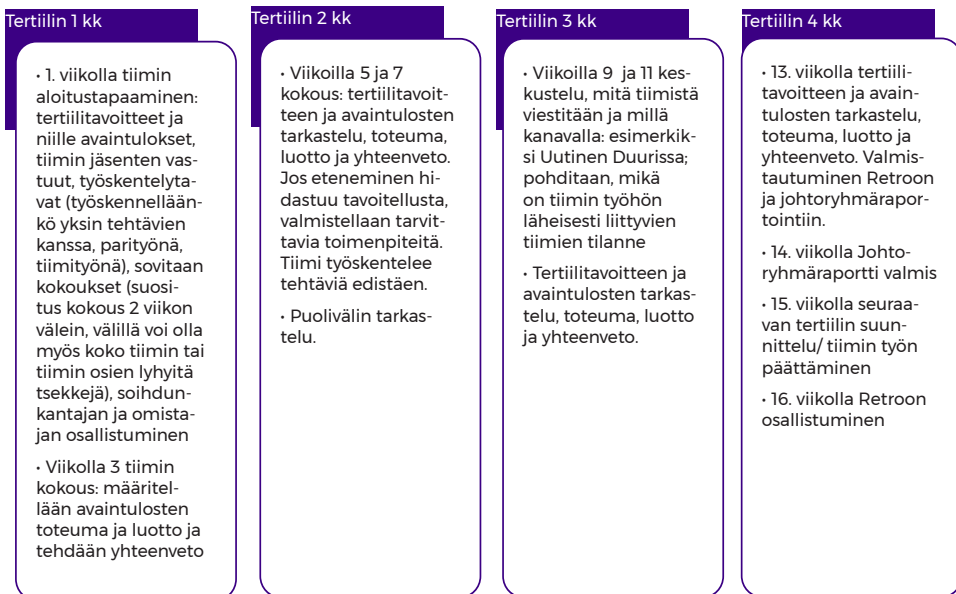 Tertiilin 1 kk
• 1. viikolla tiimin
aloitustapaaminen:
tertiilitavoitteet ja
niille avaintulokset,
tiimin jäsenten vas-
tuut, työskentelyta-
vat (työskennellään-
kö yksin tehtävien
kanssa, parityönä,
tiimityönä), sovitaan
kokoukset (suosi-
tus kokous 2 viikon
välein, välillä voi olla
myös koko tiimin tai
tiimin osien lyhyitä
tsekkejä), soihdun-
kantajan ja omista-
jan osallistuminen
• Viikolla 3 tiimin
kokous: määritel-
lään avaintulosten
toteuma ja luotto ja
tehdään yhteenveto
Tertiilin 2 kk
• Viikoilla 5 ja 7
kokous: tertiilitavoit-
teen ja avaintulosten
tarkastelu, toteuma,
luotto ja yhteenveto.
Jos eteneminen hi-
dastuu tavoitellusta,
valmistellaan tarvit-
tavia toimenpiteitä.
Tiimi työskentelee
tehtäviä edistäen.
• Puolivälin tarkas-
telu.
Tertiilin 3 kk
• Viikoilla 9 ja 11 kes-
kustelu, mitä tiimistä
viestitään ja millä
kanavalla: esimerkik-
si Uutinen Duurissa;
pohditaan, mikä
on tiimin työhön
läheisesti liittyvien
tiimien tilanne
• Tertiilitavoitteen ja
avaintulosten tarkas-
telu, toteuma, luotto
ja yhteenveto.
Tertiilin 4 kk
• 13. viikolla tertiili-
tavoitteen ja avain-
tulosten tarkastelu,
toteuma, luotto ja
yhteenveto. Valmis-
tautuminen Retroon
ja johtoryhmärapor-
tointiin.
• 14. viikolla Johto-
ryhmäraportti valmis
• 15. viikolla seuraa-
van tertiilin suun-
nittelu/ tiimin työn
päättäminen
• 16. viikolla Retroon
osallistuminen